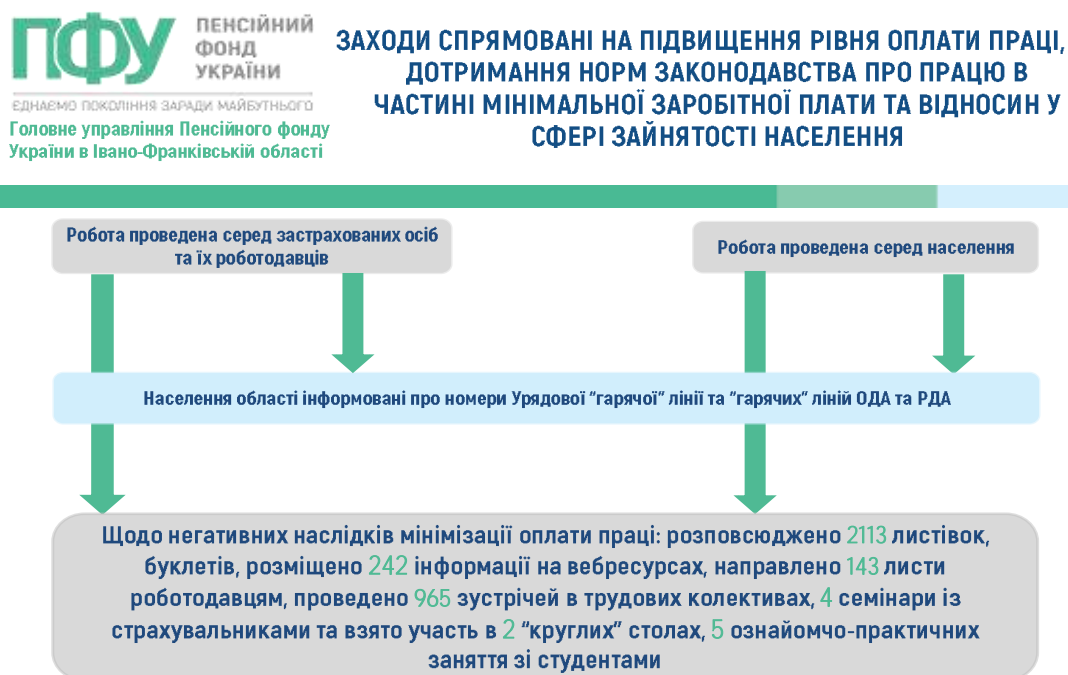 ПФУ
ПЕНСІЙНИЙ
ФОНД
УКРАЇНИ
ЄДНАЄМО ПОКОЛІННЯ ЗАРАДИ МАЙБУТНЬОГО
Головне управління Пенсійного фонду
України в Івано-Франківській області
ЗАХОДИ СПРЯМОВАНІ НА ПІДВИЩЕННЯ РІВНЯ ОПЛАТИ ПРАЦІ,
ДОТРИМАННЯ НОРМ ЗАКОНОДАВСТВА ПРО ПРАЦЮ В
ЧАСТИНІ МІНІМАЛЬНОЇ ЗАРОБІТНОЇ ПЛАТИ ТА ВІДНОСИН У
СФЕРІ ЗАЙНЯТОСТІ НАСЕЛЕННЯ
Робота проведена серед застрахованих осіб
та їх роботодавців
Робота проведена серед населення
Населення області інформовані про номери Урядової “гарячої” лінії та “гарячих” ліній ОДА та РДА
Щодо негативних наслідків мінімізації оплати праці: розповсюджено 2113 листівок,
буклетів, розміщено 242 інформації на вебресурсах, направлено 143 листи
роботодавцям, проведено 965 зустрічей в трудових колективах, 4 семінари із
страхувальниками та взято участь в 2 “круглих” столах, 5 ознайомчо-практичних
заняття зі студентами